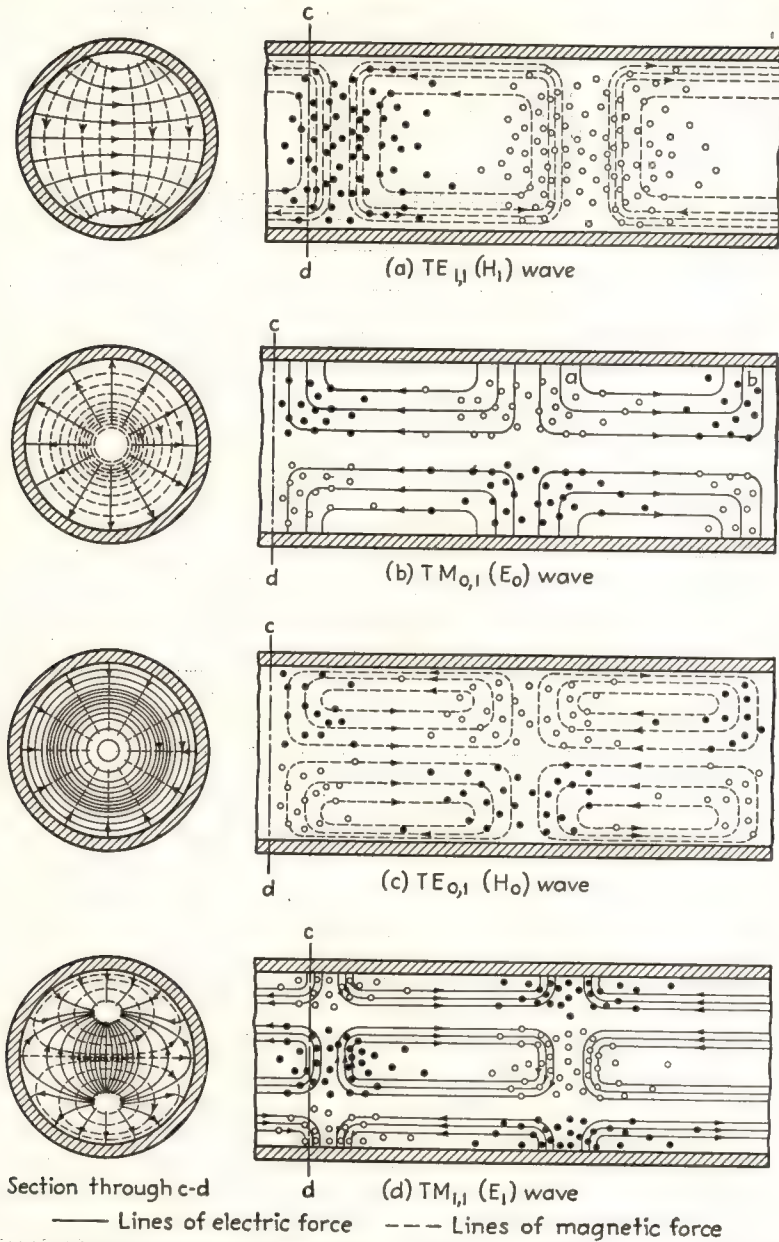 c
d
(a) TE₁,₁ (H₁) wave
c
a
b
d
(b) TM₀,₁ (E₀) wave
c
d
(c) TE₀,₁ (H₀) wave
c
d
Section through c-d
(d) TM₁,₁ (E₁) wave
Lines of electric force
Lines of magnetic force